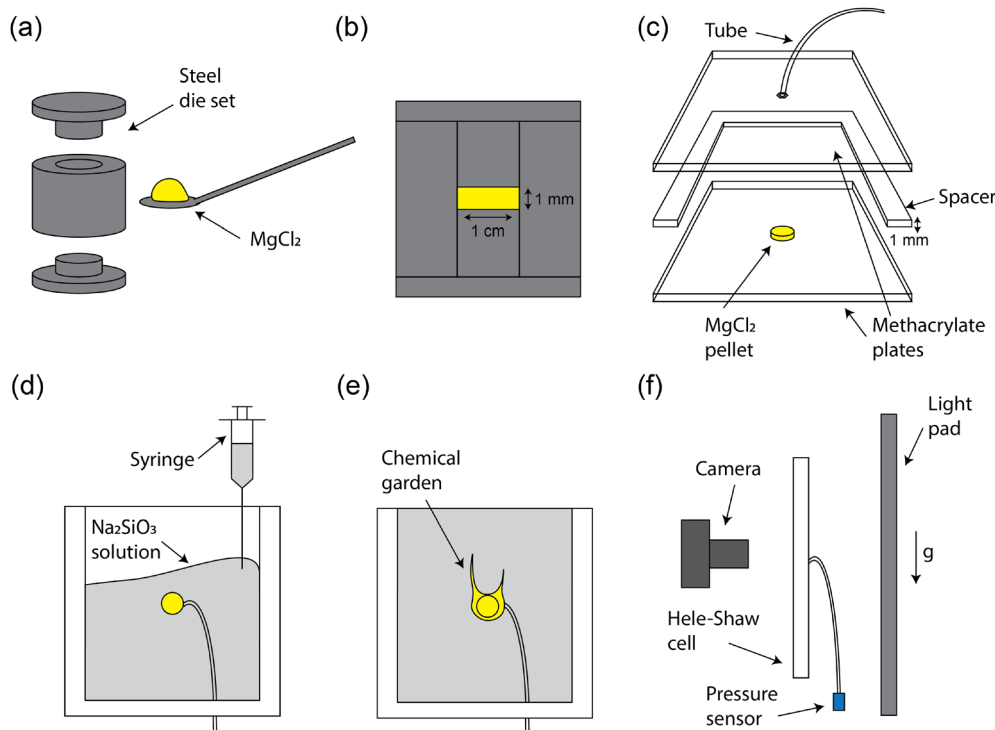 (a)
Steel
die set
MgCl₂
(b)
1 mm
1 cm
(c)
Tube
Spacer
1 mm
MgCl₂
pellet
Methacrylate
plates
(d)
Syringe
Na₂SiO₃
solution
(e)
Chemical
garden
(f)
Light
pad
Camera
g
Hele-Shaw
cell
Pressure
sensor